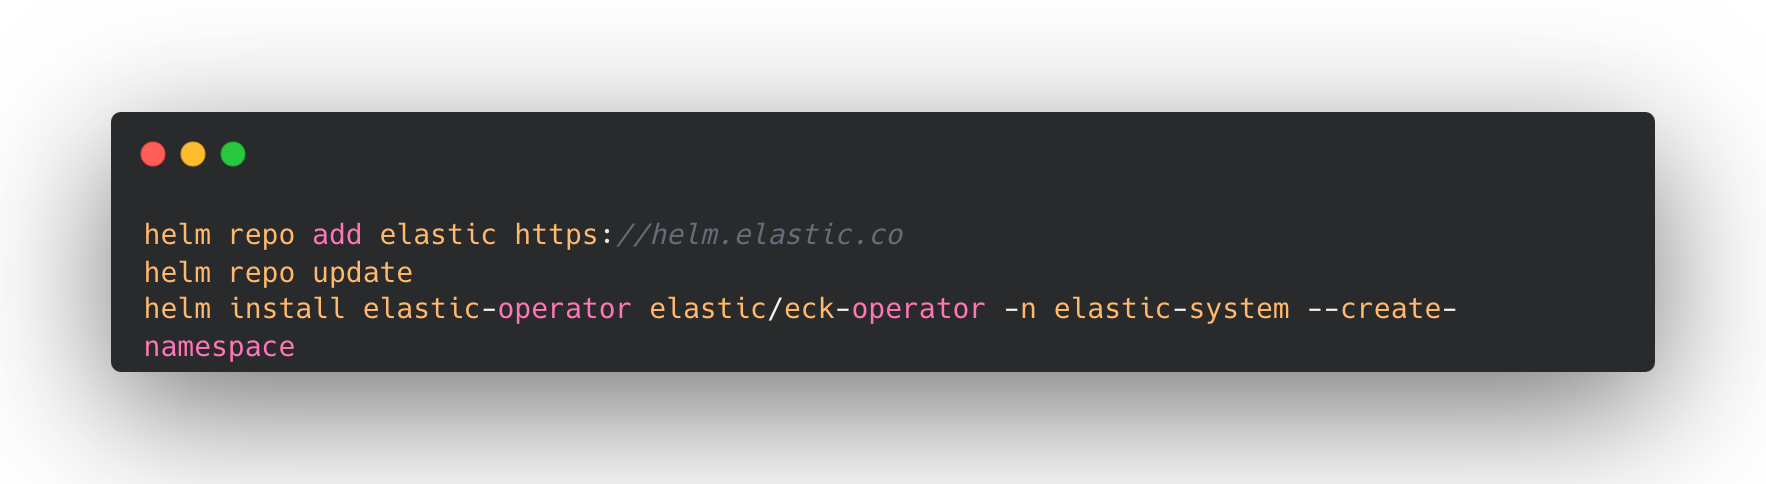 helm repo add elastic https://helm.elastic.co
helm repo update
helm install elastic-operator elastic/eck-operator -n elastic-system --create-
namespace